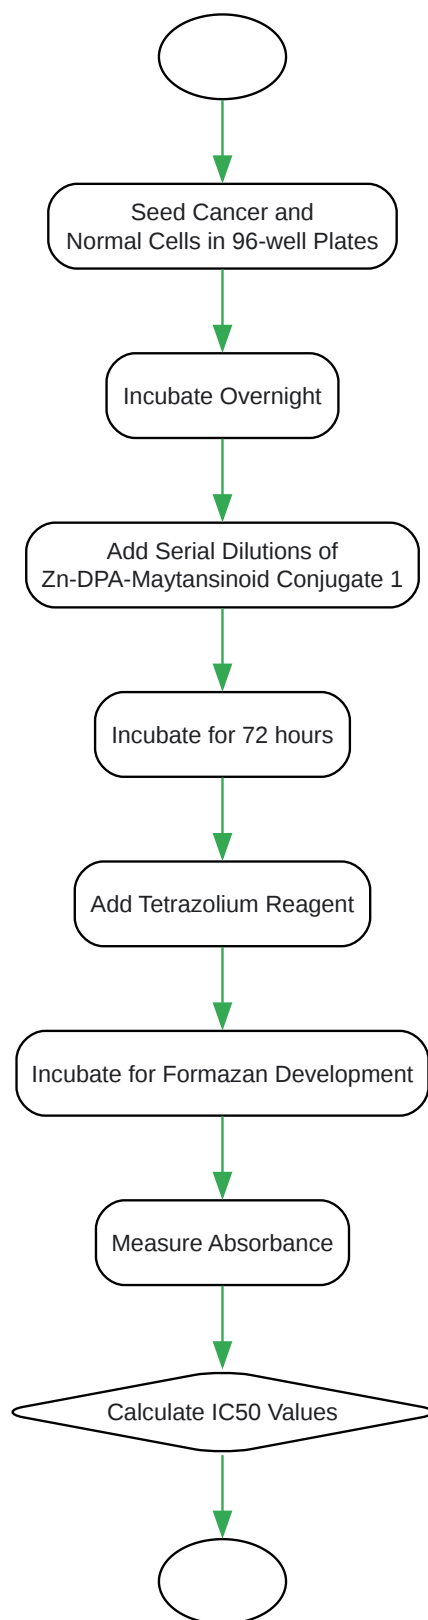 Seed Cancer and
Normal Cells in 96-well Plates
Incubate Overnight
Add Serial Dilutions of
Zn-DPA-Maytansinoid Conjugate 1
Incubate for 72 hours
Add Tetrazolium Reagent
Incubate for Formazan Development
Measure Absorbance
Calculate IC50 Values